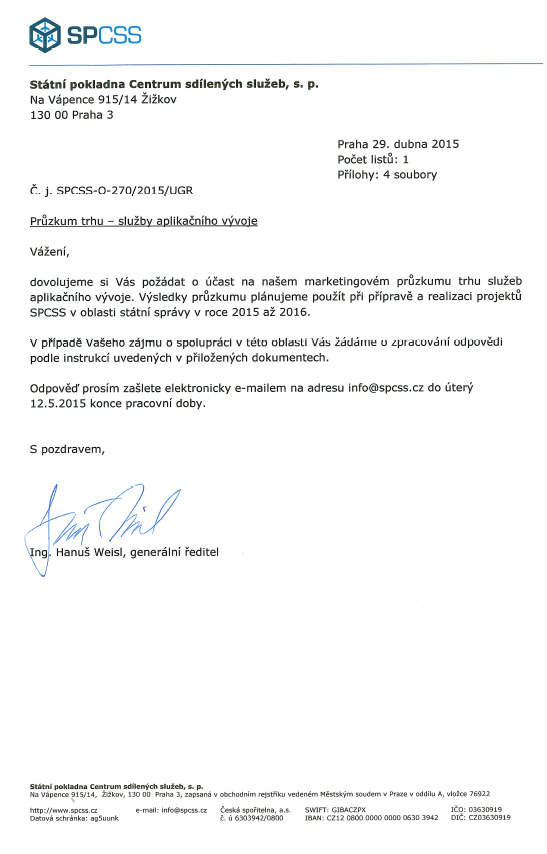 SPCSS
Státní pokladna Centrum sdílených služeb, s. p.
Na Vápence 915/14 Žižkov
130 00 Praha 3
Praha 29. dubna 2015
Počet listů: 1
Přílohy: 4 soubory
Č. j. SPCSS-O-270/2015/UGR
Průzkum trhu – služby aplikačního vývoje
Vážení,
dovolujeme si Vás požádat o účast na našem marketingovém průzkumu trhu služeb
aplikačního vývoje. Výsledky průzkumu plánujeme použít při přípravě a realizaci projektů
SPCSS v oblasti státní správy v roce 2015 až 2016.
V případě Vašeho zájmu o spolupráci v této oblasti Vás žádáme o zpracování odpovědi
podle instrukcí uvedených v přiložených dokumentech.
Odpověď prosím zašlete elektronicky e-mailem na adresu info@spcss.cz do úterý
12.5.2015 konce pracovní doby.
S pozdravem,
Ing. Hanuš Weisl, generální ředitel
Státní pokladna Centrum sdílených služeb, s. p.
Na Vápence 915/14, Žižkov, 130 00 Praha 3, zapsaná v obchodním rejstříku vedeném Městským soudem v Praze v oddílu A, vložce 76922
http://www.spcss.cz e-mail: info@spcss.cz Česká spořitelna, a.s. SWIFT: GIBACZPX IČO: 03630919
Datová schránka: ag5uunk č. ú 6303942/0800 IBAN: CZ12 0800 0000 0000 0630 3942 DIČ: CZ03630919